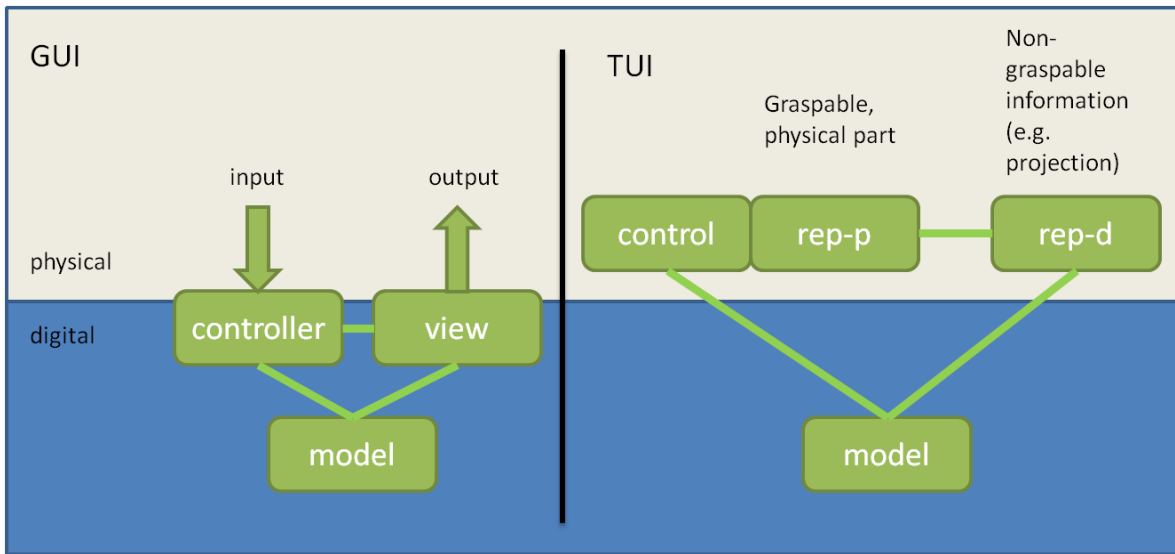 GUI
input
output
physical
controller
view
digital
model
TUI
Graspable,
physical part
Non-
graspable
information
(e.g.
projection)
control
rep-p
rep-d
model